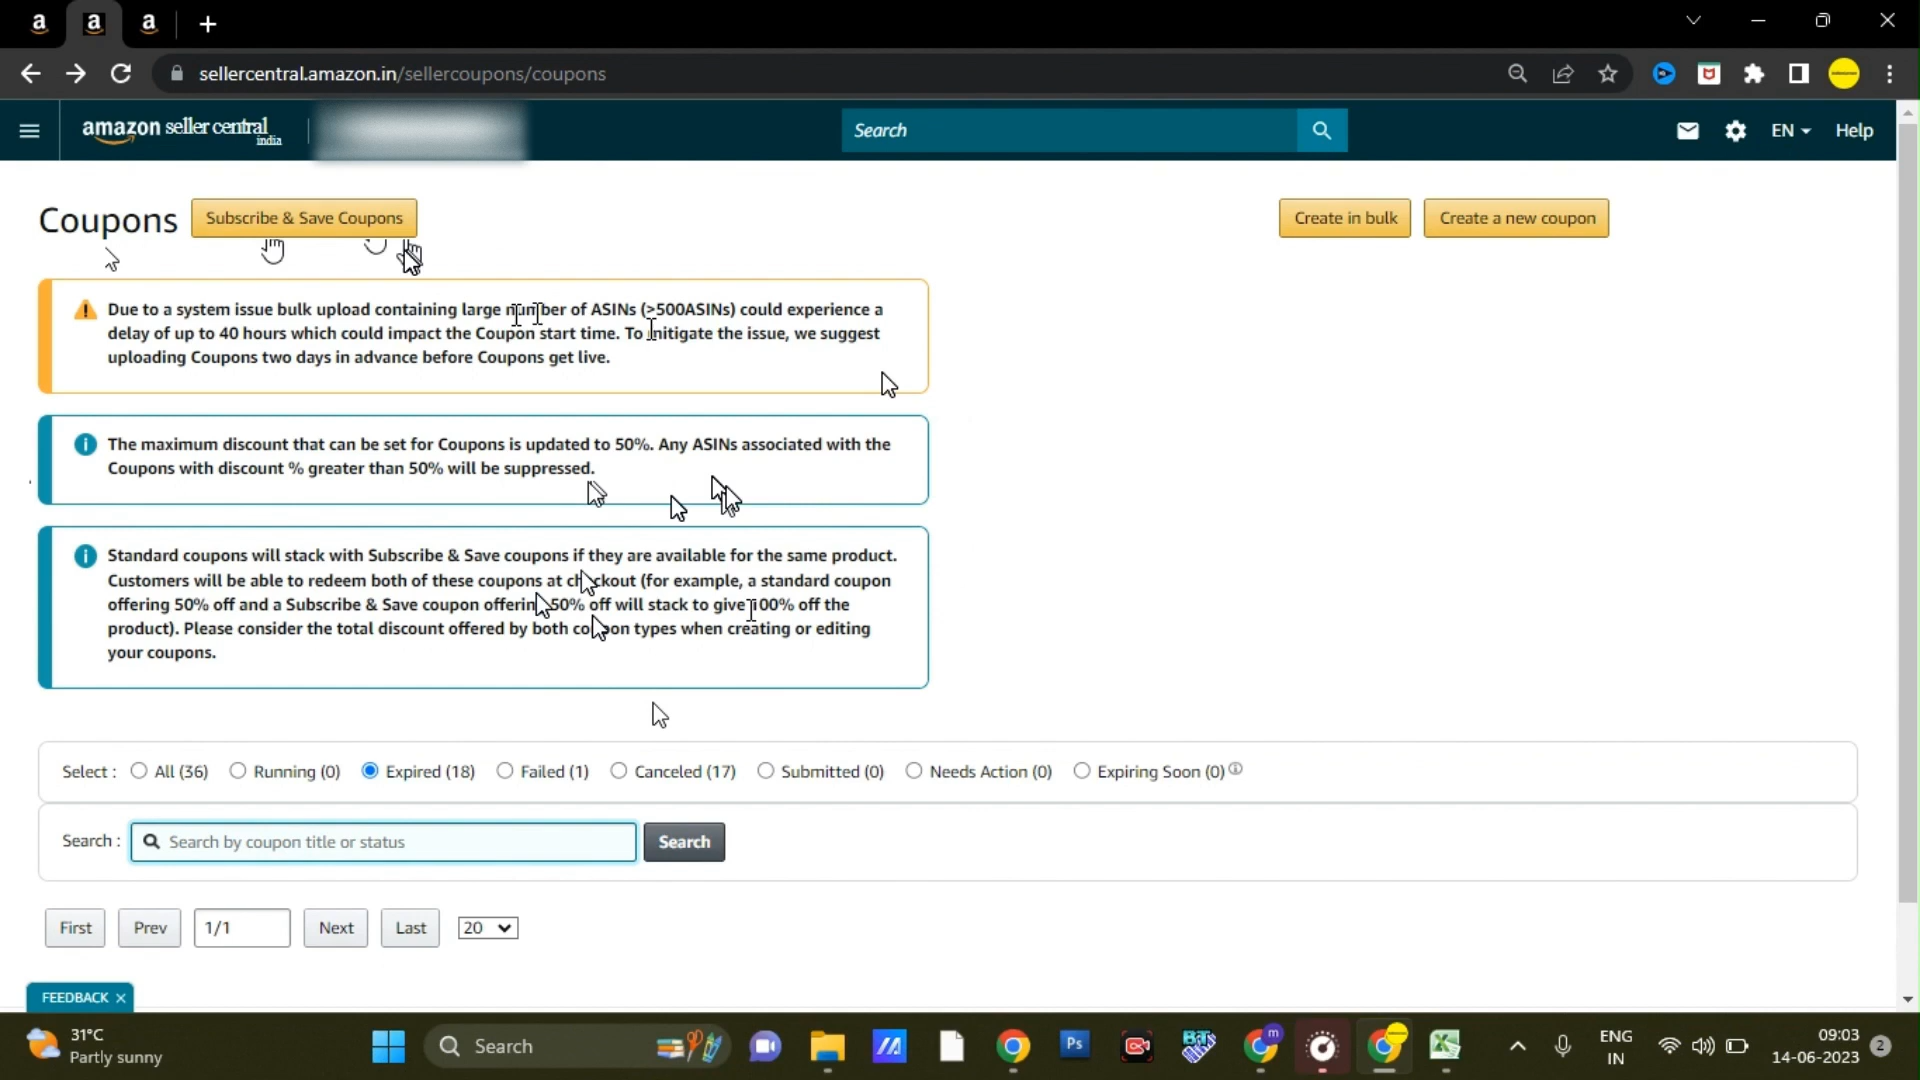 sellercentral.amazon.in/sellercoupons/coupons
amazon seller central
india
Search
EN
Help
Coupons
Subscribe & Save Coupons
Create in bulk
Create a new coupon
Due to a system issue bulk upload containing large number of ASINs (>500ASINs) could experience a
delay of up to 40 hours which could impact the Coupon start time. To mitigate the issue, we suggest
uploading Coupons two days in advance before Coupons get live.
The maximum discount that can be set for Coupons is updated to 50%. Any ASINs associated with the
Coupons with discount % greater than 50% will be suppressed.
Standard coupons will stack with Subscribe & Save coupons if they are available for the same product.
Customers will be able to redeem both of these coupons at checkout (for example, a standard coupon
offering 50% off and a Subscribe & Save coupon offering 50% off will stack to give 100% off the
product). Please consider the total discount offered by both coupon types when creating or editing
your coupons.
Select : All (36) Running (0) Expired (18) Failed (1) Canceled (17) Submitted (0) Needs Action (0) Expiring Soon (0)
Search : Search by coupon title or status Search
First Prev 1/1 Next Last 20
FEEDBACK
31°C
Partly sunny
Search
Ps
m
ENG
IN
09:03
14-06-2023
2